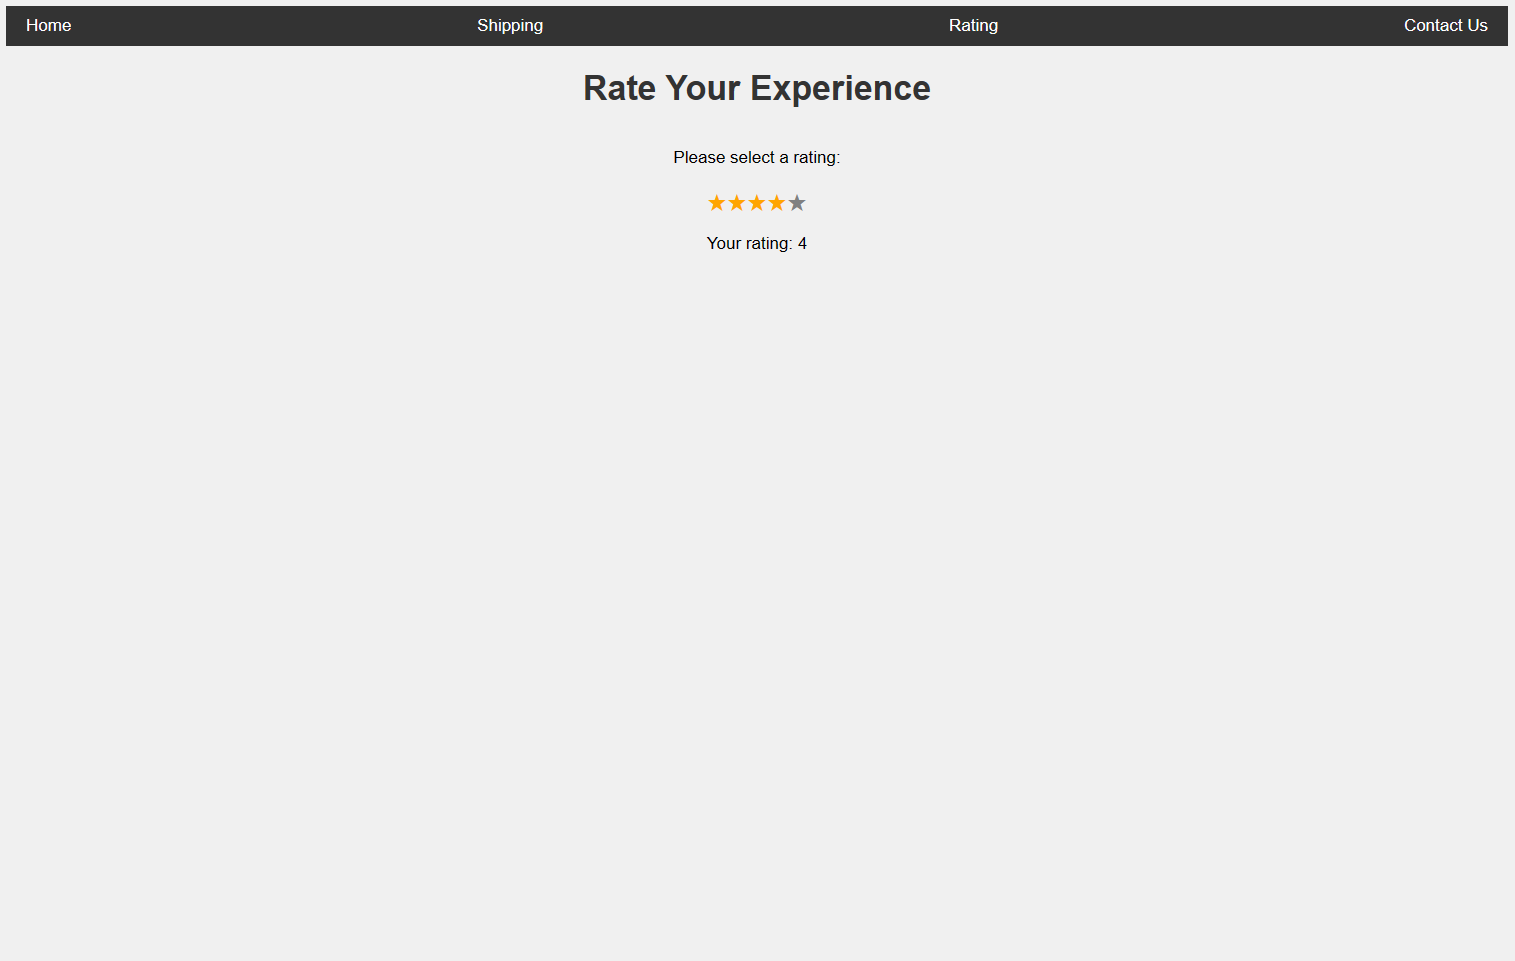 Home Shipping Rating Contact Us
Rate Your Experience
Please select a rating:
★★★★★
Your rating: 4